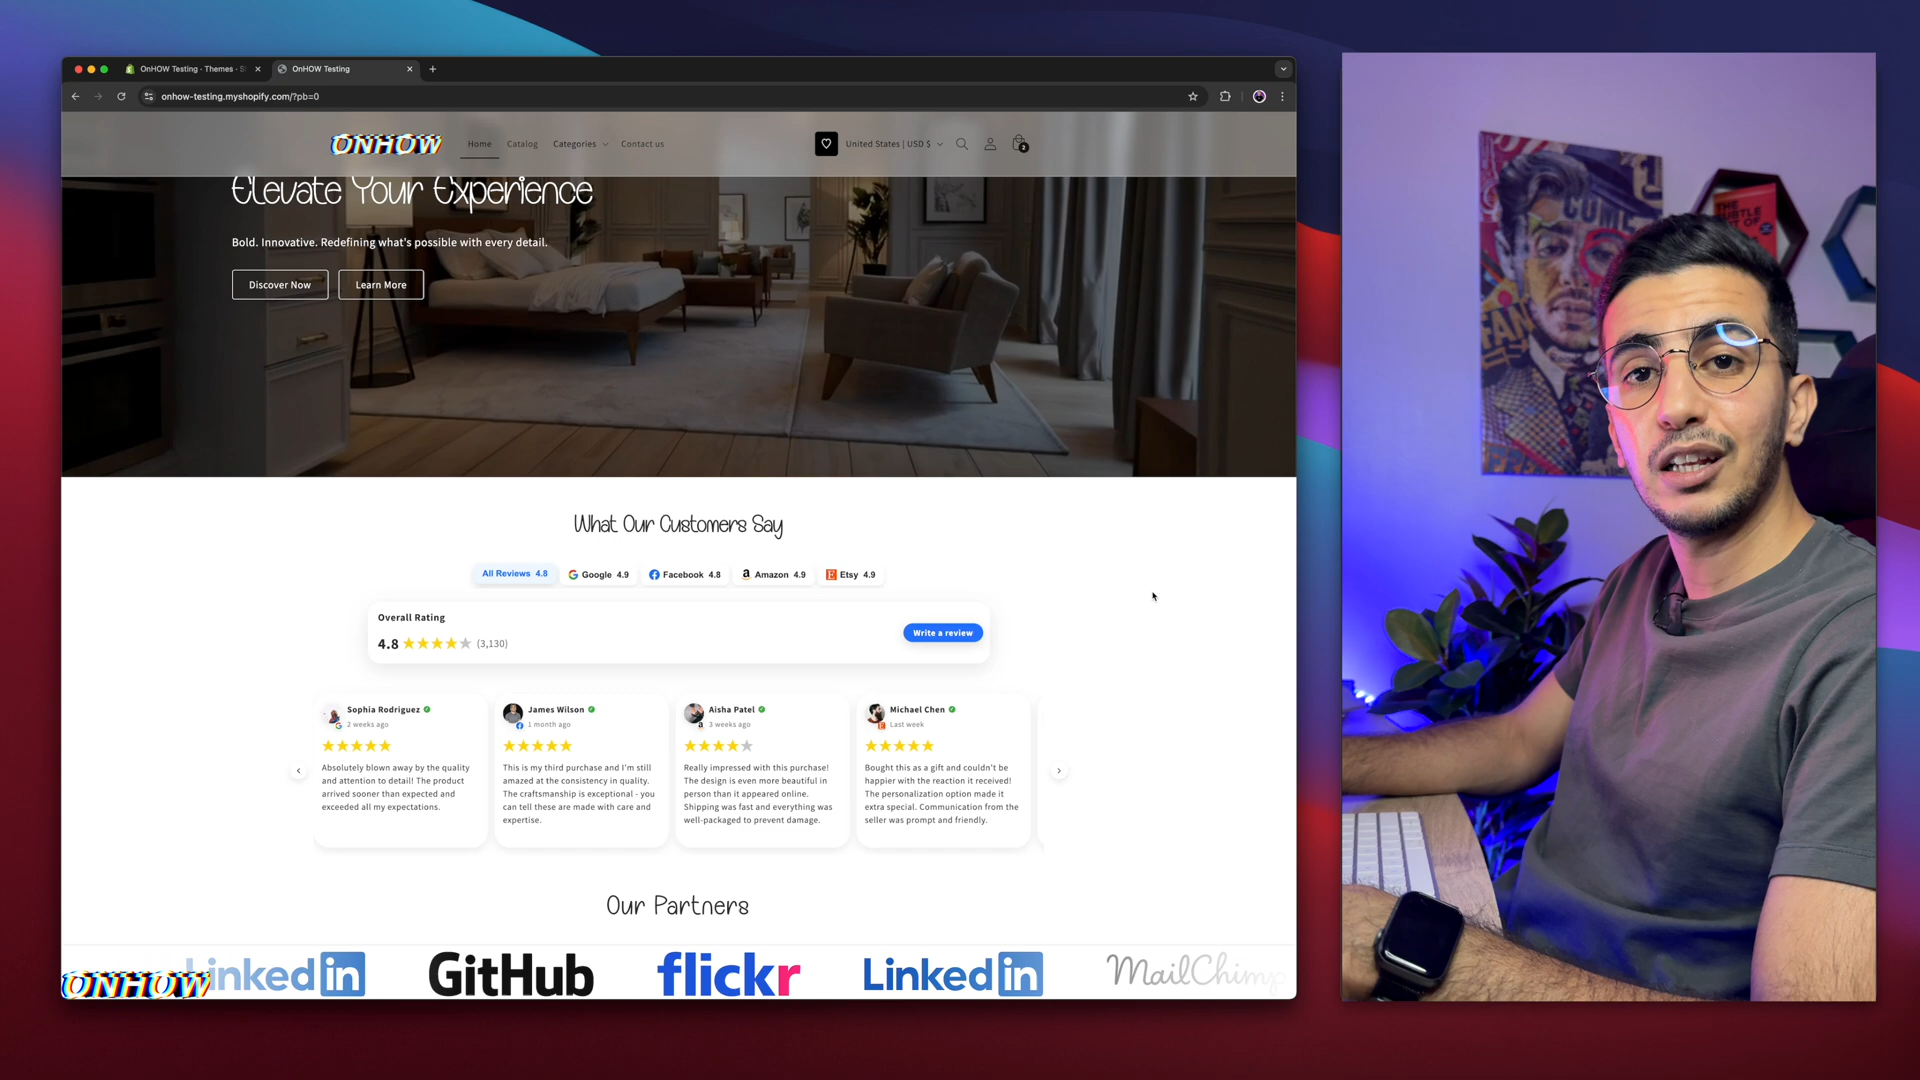 OnHOW Testing · Themes · S
OnHOW Testing
onhow-testing.myshopify.com/?pb=0
ONHOW
Home
Catalog
Categories
Contact us
United States | USD $
2
Elevate Your Experience
Bold. Innovative. Redefining what's possible with every detail.
Discover Now
Learn More
What Our Customers Say
All Reviews 4.8
Google 4.9
Facebook 4.8
Amazon 4.9
Etsy 4.9
Overall Rating
4.8 (3,130)
Write a review
Sophia Rodriguez
2 weeks ago
Absolutely blown away by the quality
and attention to detail! The product
arrived sooner than expected and
exceeded all my expectations.
James Wilson
1 month ago
This is my third purchase and I'm still
amazed at the consistency in quality.
The craftsmanship is exceptional - you
can tell these are made with care and
expertise.
Aisha Patel
3 weeks ago
Really impressed with this purchase!
The design is even more beautiful in
person than it appeared online.
Shipping was fast and everything was
well-packaged to prevent damage.
Michael Chen
Last week
Bought this as a gift and couldn't be
happier with the reaction it received!
The personalization option made it
extra special. Communication from the
seller was prompt and friendly.
Our Partners
Linkedin
GitHub
flickr
Linkedin
MailChimp
ONHOW
COME
FAN
THE
SUBTLE